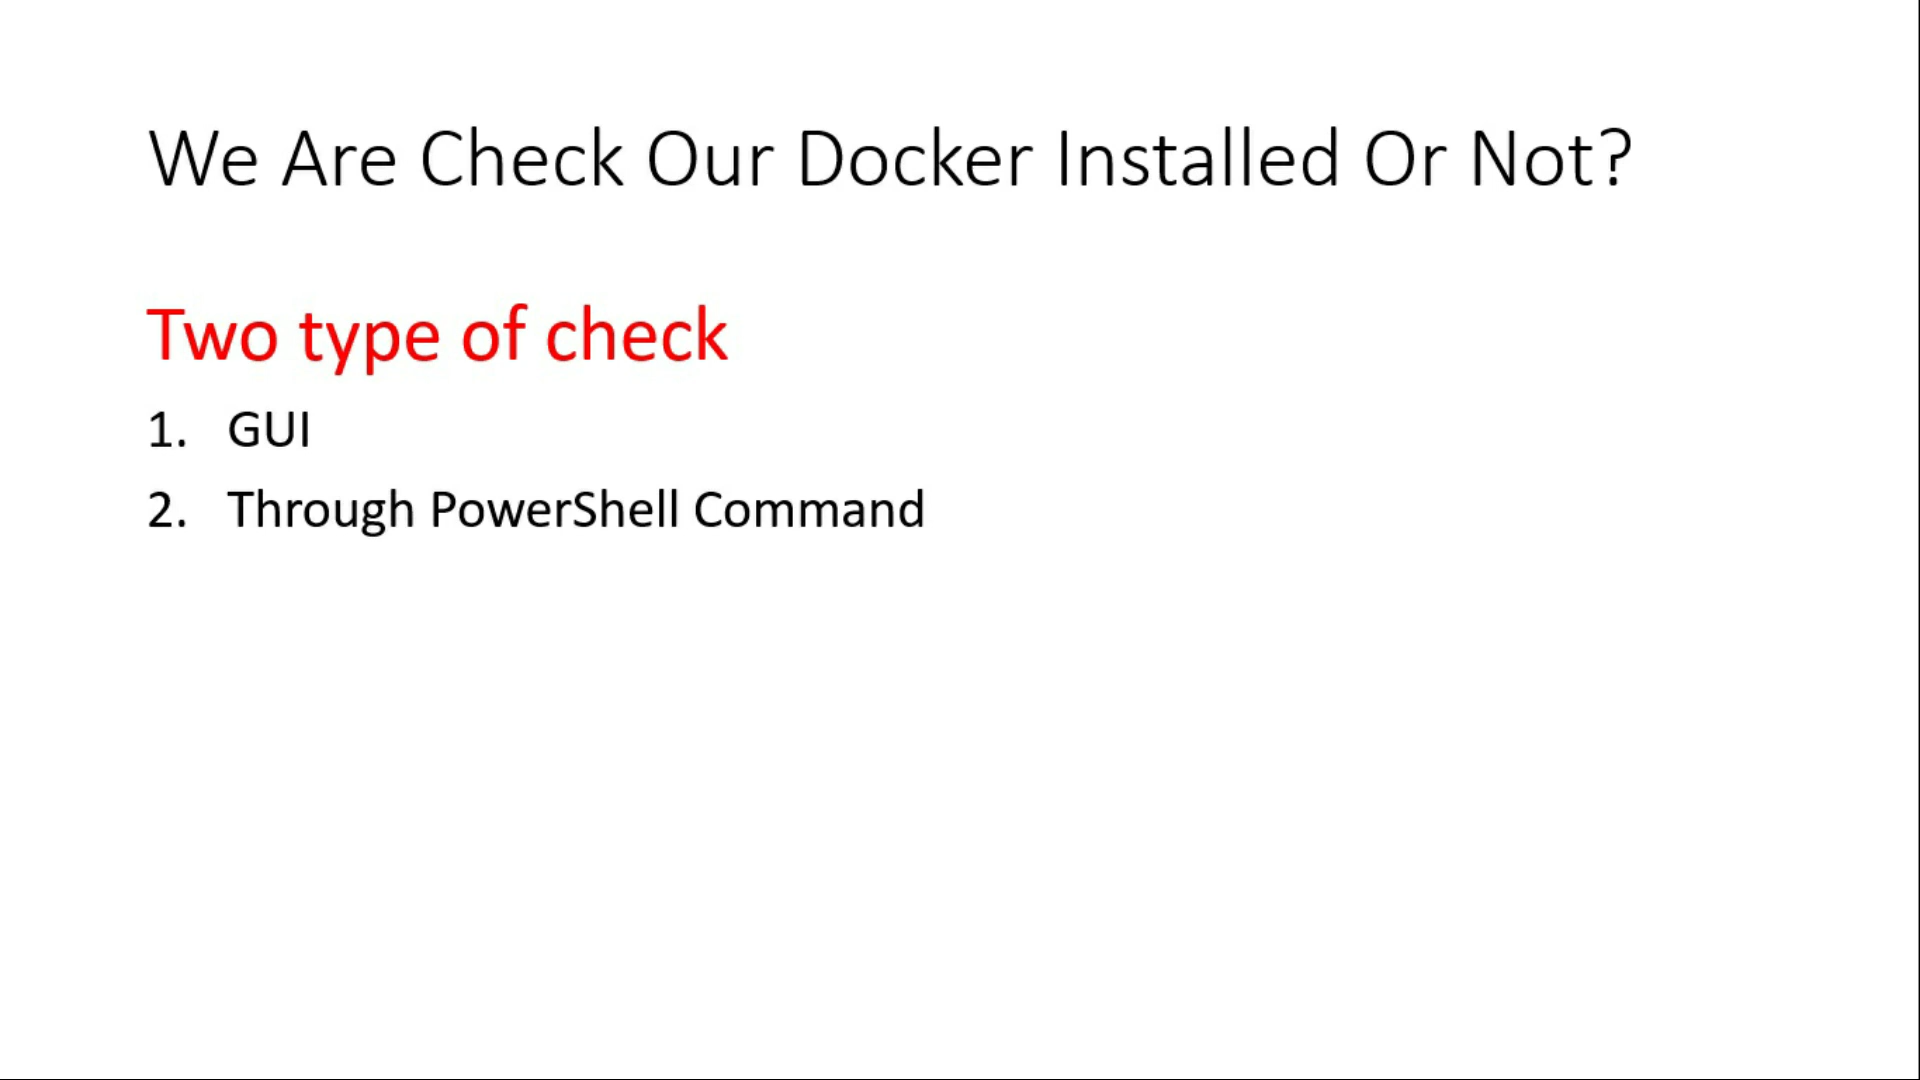 We Are Check Our Docker Installed Or Not?
Two type of check
1. GUI
2. Through PowerShell Command